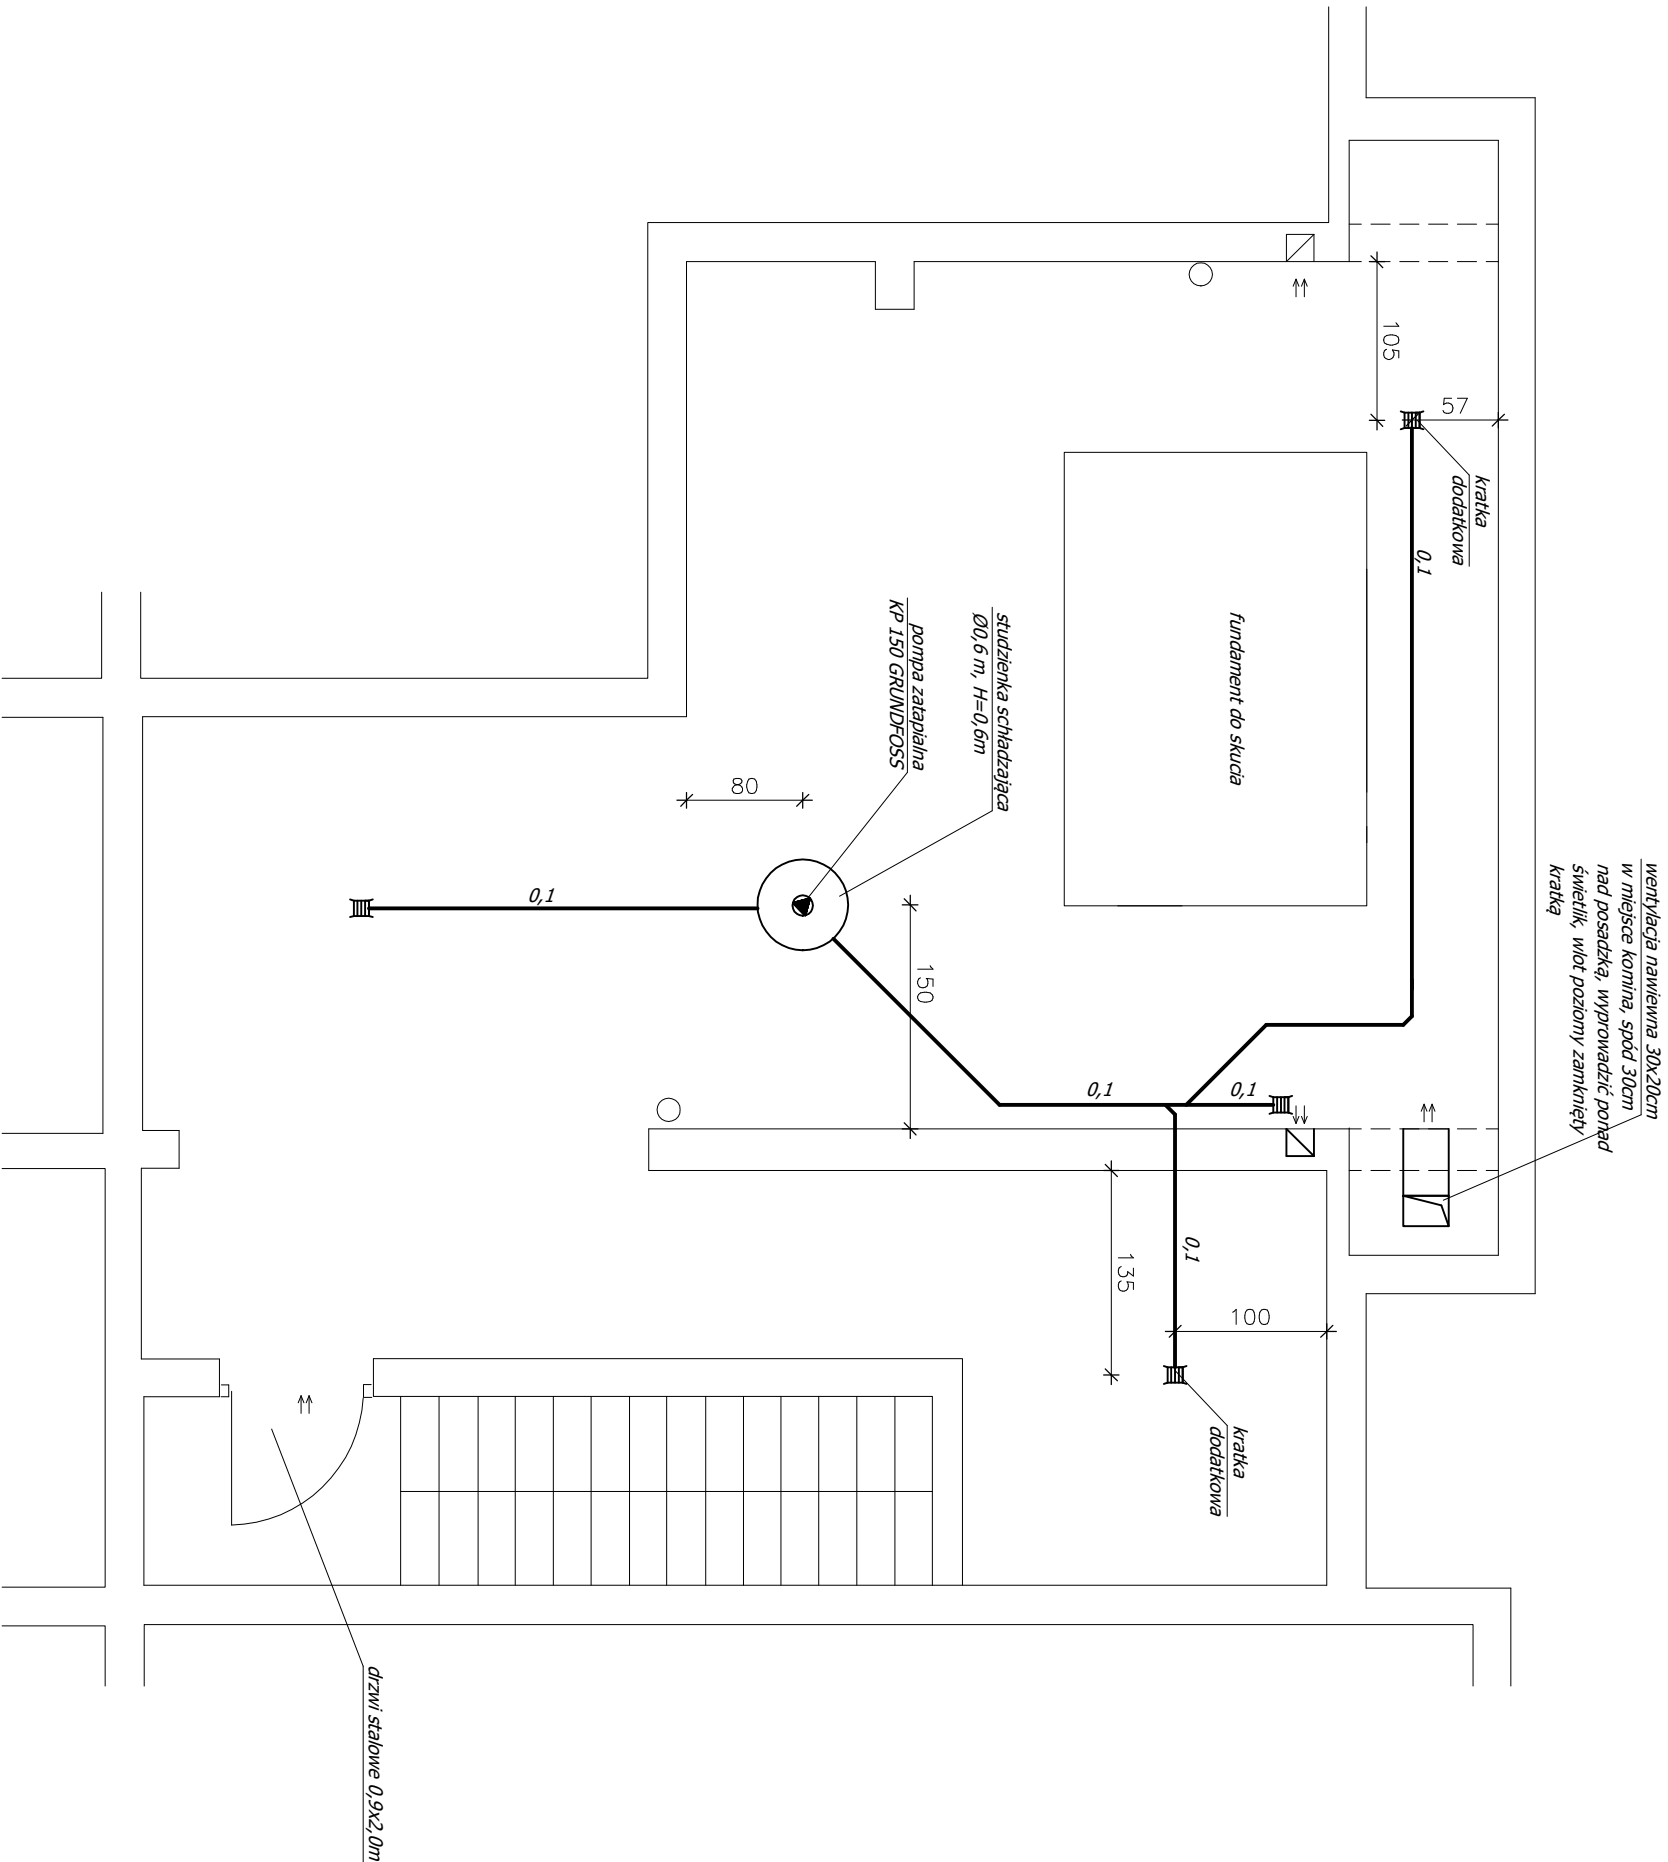 wentylacja nawiewna 30x20cm
w miejsce komina, spód 30cm
nad posadzką, wyprowadzić ponad
świetlik, wlot poziomy zamknięty
kratką
105
57
kratka
dodatkowa
0,1
fundament do skucia
studzienka schładzająca
Ø0,6 m, H=0,6m
pompa zatapialna
KP 150 GRUNDFOSS
80
0,1
150
0,1
0,1
0,1
135
100
kratka
dodatkowa
drzwi stalowe 0,9x2,0m